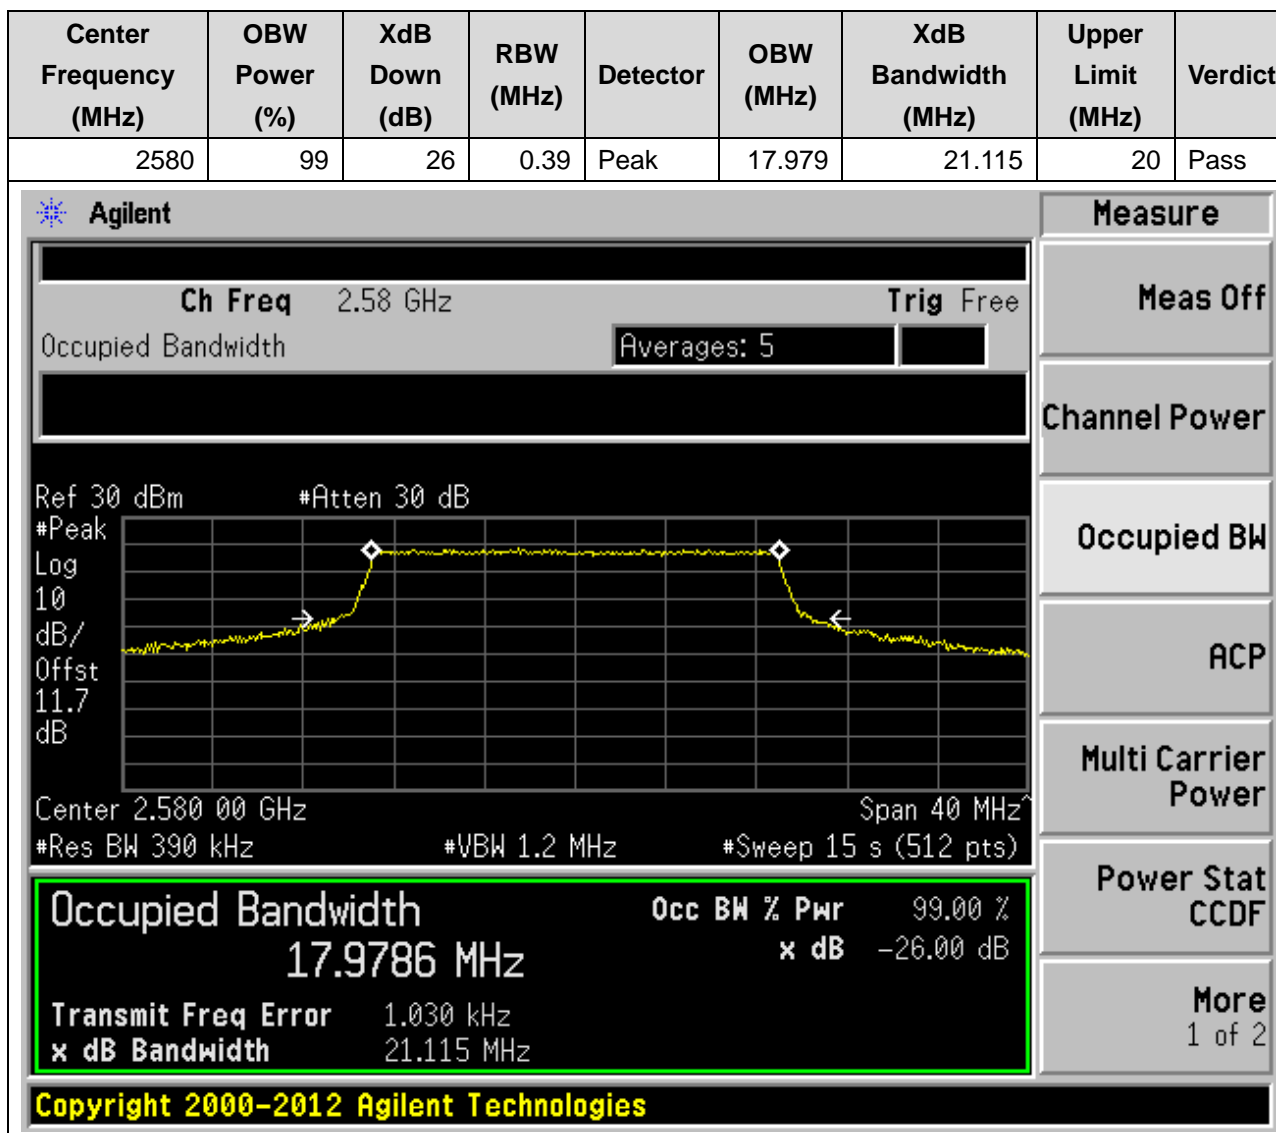 Center Frequency (MHz) OBW Power (%) XdB Down (dB) RBW (MHz) Detector OBW (MHz) XdB Bandwidth (MHz) Upper Limit (MHz) Verdict
2580 99 26 0.39 Peak 17.979 21.115 20 Pass
Agilent
Measure
Ch Freq 2.58 GHz Trig Free
Meas Off
Occupied Bandwidth Averages: 5
Channel Power
Ref 30 dBm #Atten 30 dB
#Peak
Log
10
dB/
Offst
11.7
dB
Occupied BW
ACP
Multi Carrier
Power
Center 2.580 00 GHz Span 40 MHz^
#Res BW 390 kHz #VBW 1.2 MHz #Sweep 15 s (512 pts)
Power Stat
CCDF
Occupied Bandwidth Occ BW % Pwr 99.00 %
17.9786 MHz x dB -26.00 dB
Transmit Freq Error 1.030 kHz
x dB Bandwidth 21.115 MHz
More
1 of 2
Copyright 2000-2012 Agilent Technologies